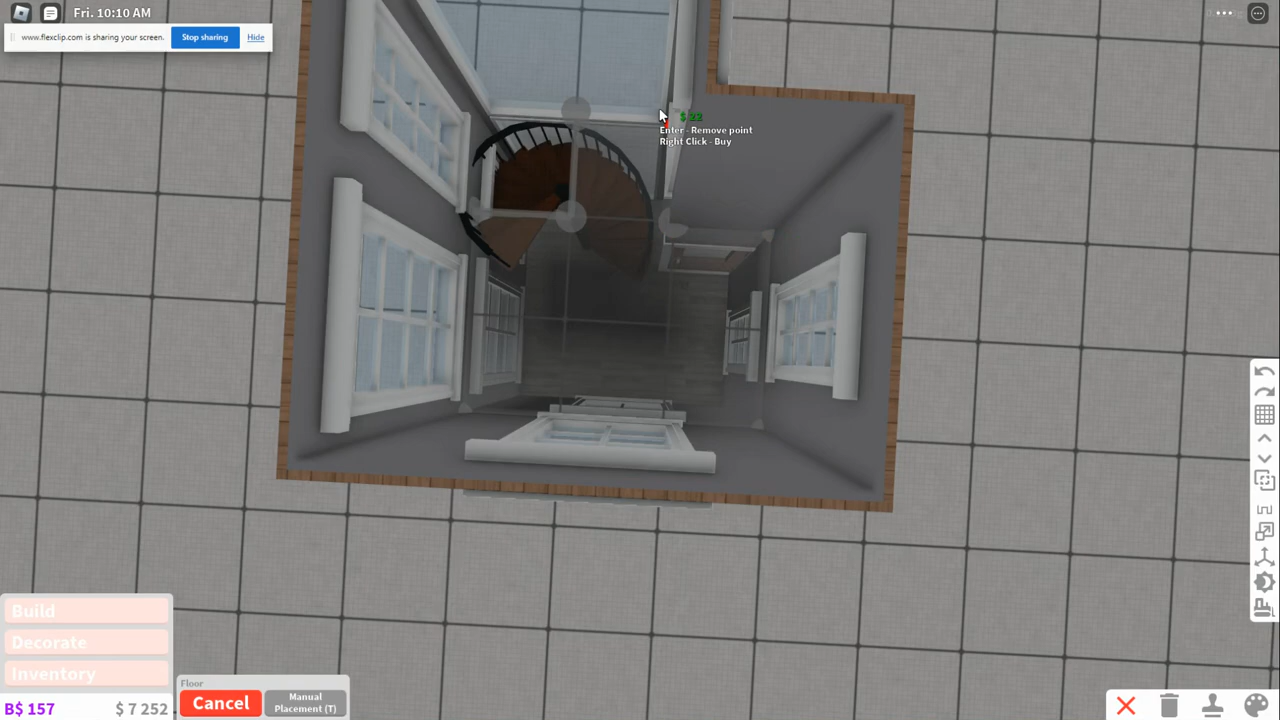 Fri. 10:10 AM
www.flexclip.com is sharing your screen.
Stop sharing
Hide
$ 22
Enter - Remove point
Right Click - Buy
Build
Decorate
Inventory
B$ 157
$ 7 252
Floor
Cancel
Manual
Placement (T)